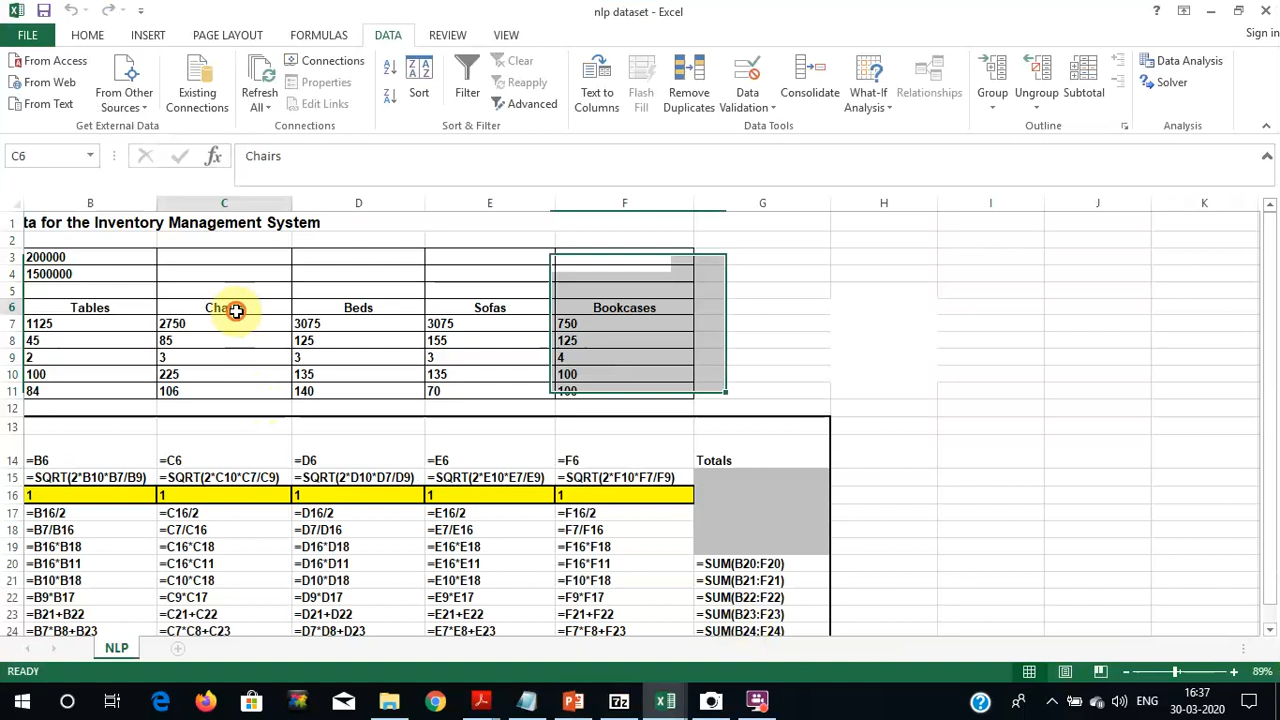 nlp dataset - Excel
?
FILE HOME INSERT PAGE LAYOUT FORMULAS DATA REVIEW VIEW Sign in
From Access
From Web
From Text
From Other Sources
Existing Connections
Get External Data
Refresh All
Connections
Properties
Edit Links
Connections
Sort
Filter
Clear
Reapply
Advanced
Sort & Filter
Text to Columns
Flash Fill
Remove Duplicates
Data Validation
Consolidate
What-If Analysis
Relationships
Data Tools
Group
Ungroup
Subtotal
Outline
Data Analysis
Solver
Analysis
C6 fx Chairs
B C D E F G H I J K
1 ta for the Inventory Management System
2
3 200000
4 1500000
5
6 Tables Beds Sofas Bookcases
7 1125 2750 3075 3075 750
8 45 85 125 155 125
9 2 3 3 3 4
10 100 225 135 135 100
11 84 106 140 70 100
12
13
14 =B6 =C6 =D6 =E6 =F6 Totals
15 =SQRT(2*B10*B7/B9) =SQRT(2*C10*C7/C9) =SQRT(2*D10*D7/D9) =SQRT(2*E10*E7/E9) =SQRT(2*F10*F7/F9)
16 1 1 1 1 1
17 =B16/2 =C16/2 =D16/2 =E16/2 =F16/2
18 =B7/B16 =C7/C16 =D7/D16 =E7/E16 =F7/F16
19 =B16*B18 =C16*C18 =D16*D18 =E16*E18 =F16*F18
20 =B16*B11 =C16*C11 =D16*D11 =E16*E11 =F16*F11 =SUM(B20:F20)
21 =B10*B18 =C10*C18 =D10*D18 =E10*E18 =F10*F18 =SUM(B21:F21)
22 =B9*B17 =C9*C17 =D9*D17 =E9*E17 =F9*F17 =SUM(B22:F22)
23 =B21+B22 =C21+C22 =D21+D22 =E21+E22 =F21+F22 =SUM(B23:F23)
24 =B7*B8+B23 =C7*C8+C23 =D7*D8+D23 =E7*E8+E23 =F7*F8+F23 =SUM(B24:F24)
NLP
READY 89%
ENG 16:37
30-03-2020